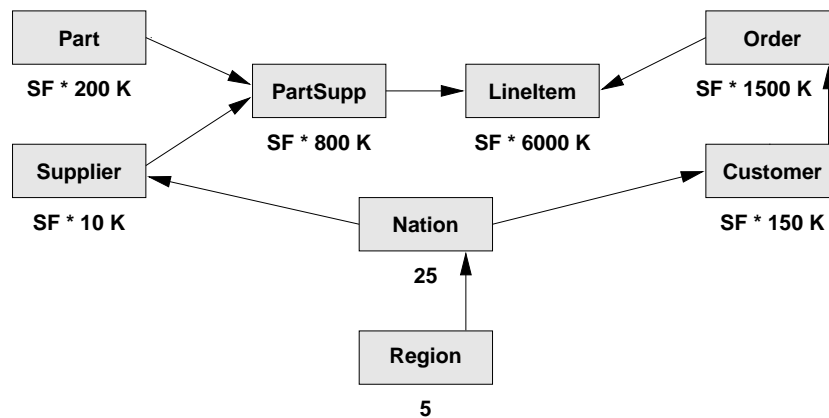 Part
Order
SF * 200 K
PartSupp
LineItem
SF * 1500 K
SF * 800 K
SF * 6000 K
Supplier
Customer
SF * 10 K
Nation
SF * 150 K
25
Region
5